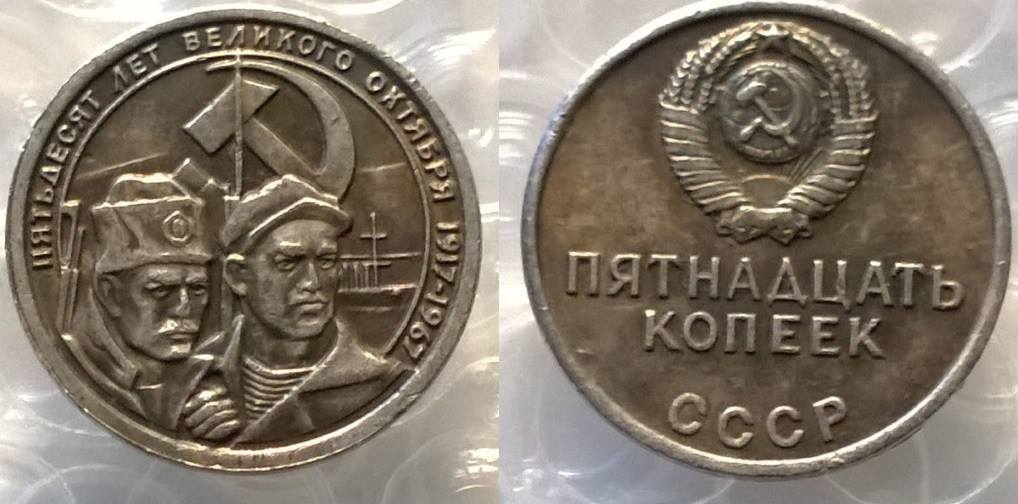 ПЯТЬДЕСЯТ ЛЕТ ВЕЛИКОГО ОКТЯБРЯ 1917-1967
ПЯТНАДЦАТЬ
КОПЕЕК
СССР